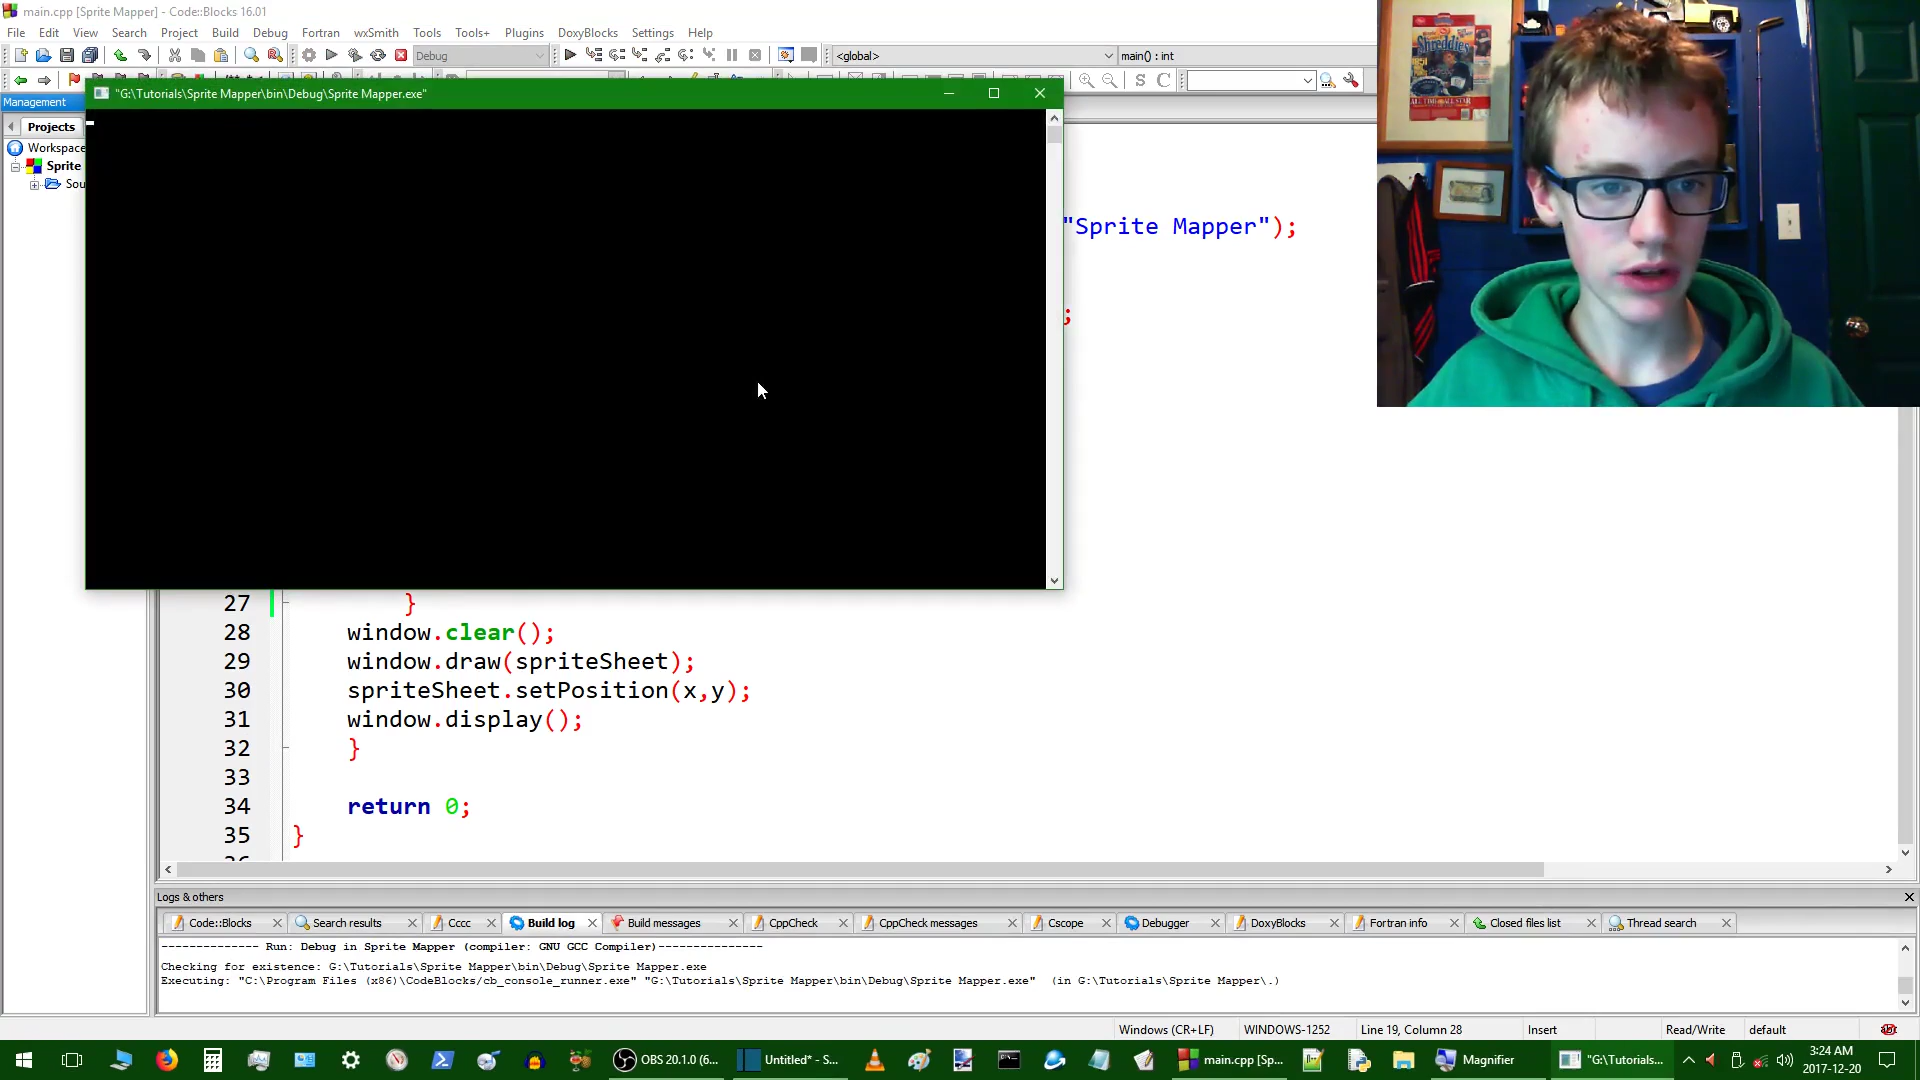 main.cpp [Sprite Mapper] - Code::Blocks 16.01
File Edit View Search Project Build Debug Fortran wxSmith Tools Tools+ Plugins DoxyBlocks Settings Help
Debug <global> main() : int
S C
Management
"G:\Tutorials\Sprite Mapper\bin\Debug\Sprite Mapper.exe"
Projects
Workspace
Sprite
Sou
"Sprite Mapper");
;
27 }
28 window.clear();
29 window.draw(spriteSheet);
30 spriteSheet.setPosition(x,y);
31 window.display();
32 }
33
34 return 0;
35 }
Logs & others
Code::Blocks Search results Cccc Build log Build messages CppCheck CppCheck messages Cscope Debugger DoxyBlocks Fortran info Closed files list Thread search
-------------- Run: Debug in Sprite Mapper (compiler: GNU GCC Compiler)---------------
Checking for existence: G:\Tutorials\Sprite Mapper\bin\Debug\Sprite Mapper.exe
Executing: "C:\Program Files (x86)\CodeBlocks/cb_console_runner.exe" "G:\Tutorials\Sprite Mapper\bin\Debug\Sprite Mapper.exe" (in G:\Tutorials\Sprite Mapper\.)
Windows (CR+LF) WINDOWS-1252 Line 19, Column 28 Insert Read/Write default
OBS 20.1.0 (6... Untitled* - S... main.cpp [Sp... Magnifier "G:\Tutorials... 3:24 AM
2017-12-20
Shreddies
ALL TIME ALL STAR